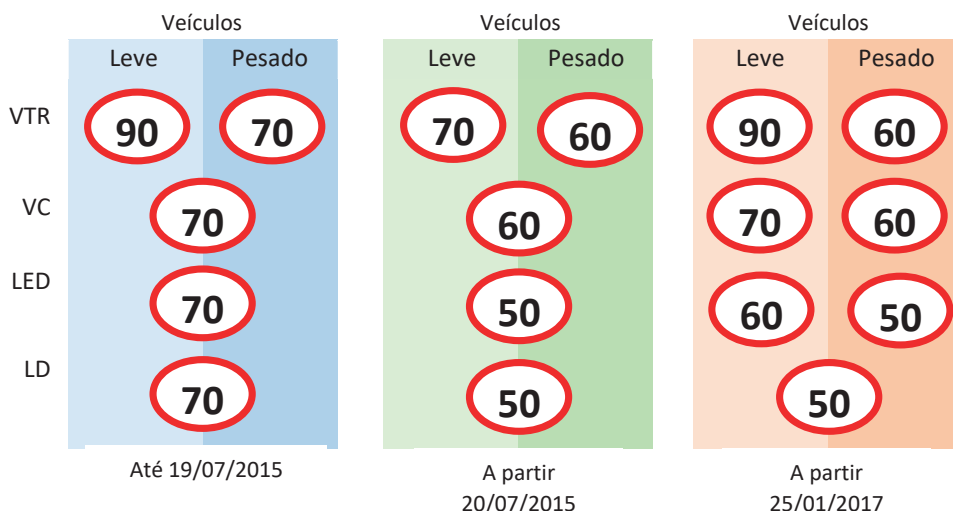 Veículos Veículos Veículos
Leve Pesado Leve Pesado Leve Pesado
VTR 90 70 70 60 90 60
VC 70 60 70 60
LED 70 50 60 50
LD 70 50 50
Até 19/07/2015 A partir A partir
20/07/2015 25/01/2017